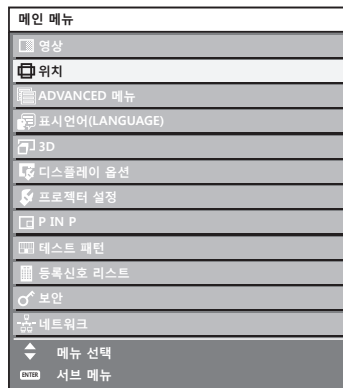 메인 메뉴
영상
위치
ADVANCED 메뉴
표시언어(LANGUAGE)
3D
디스플레이 옵션
프로젝터 설정
P IN P
테스트 패턴
등록신호 리스트
보안
네트워크
메뉴 선택
ENTER 서브 메뉴